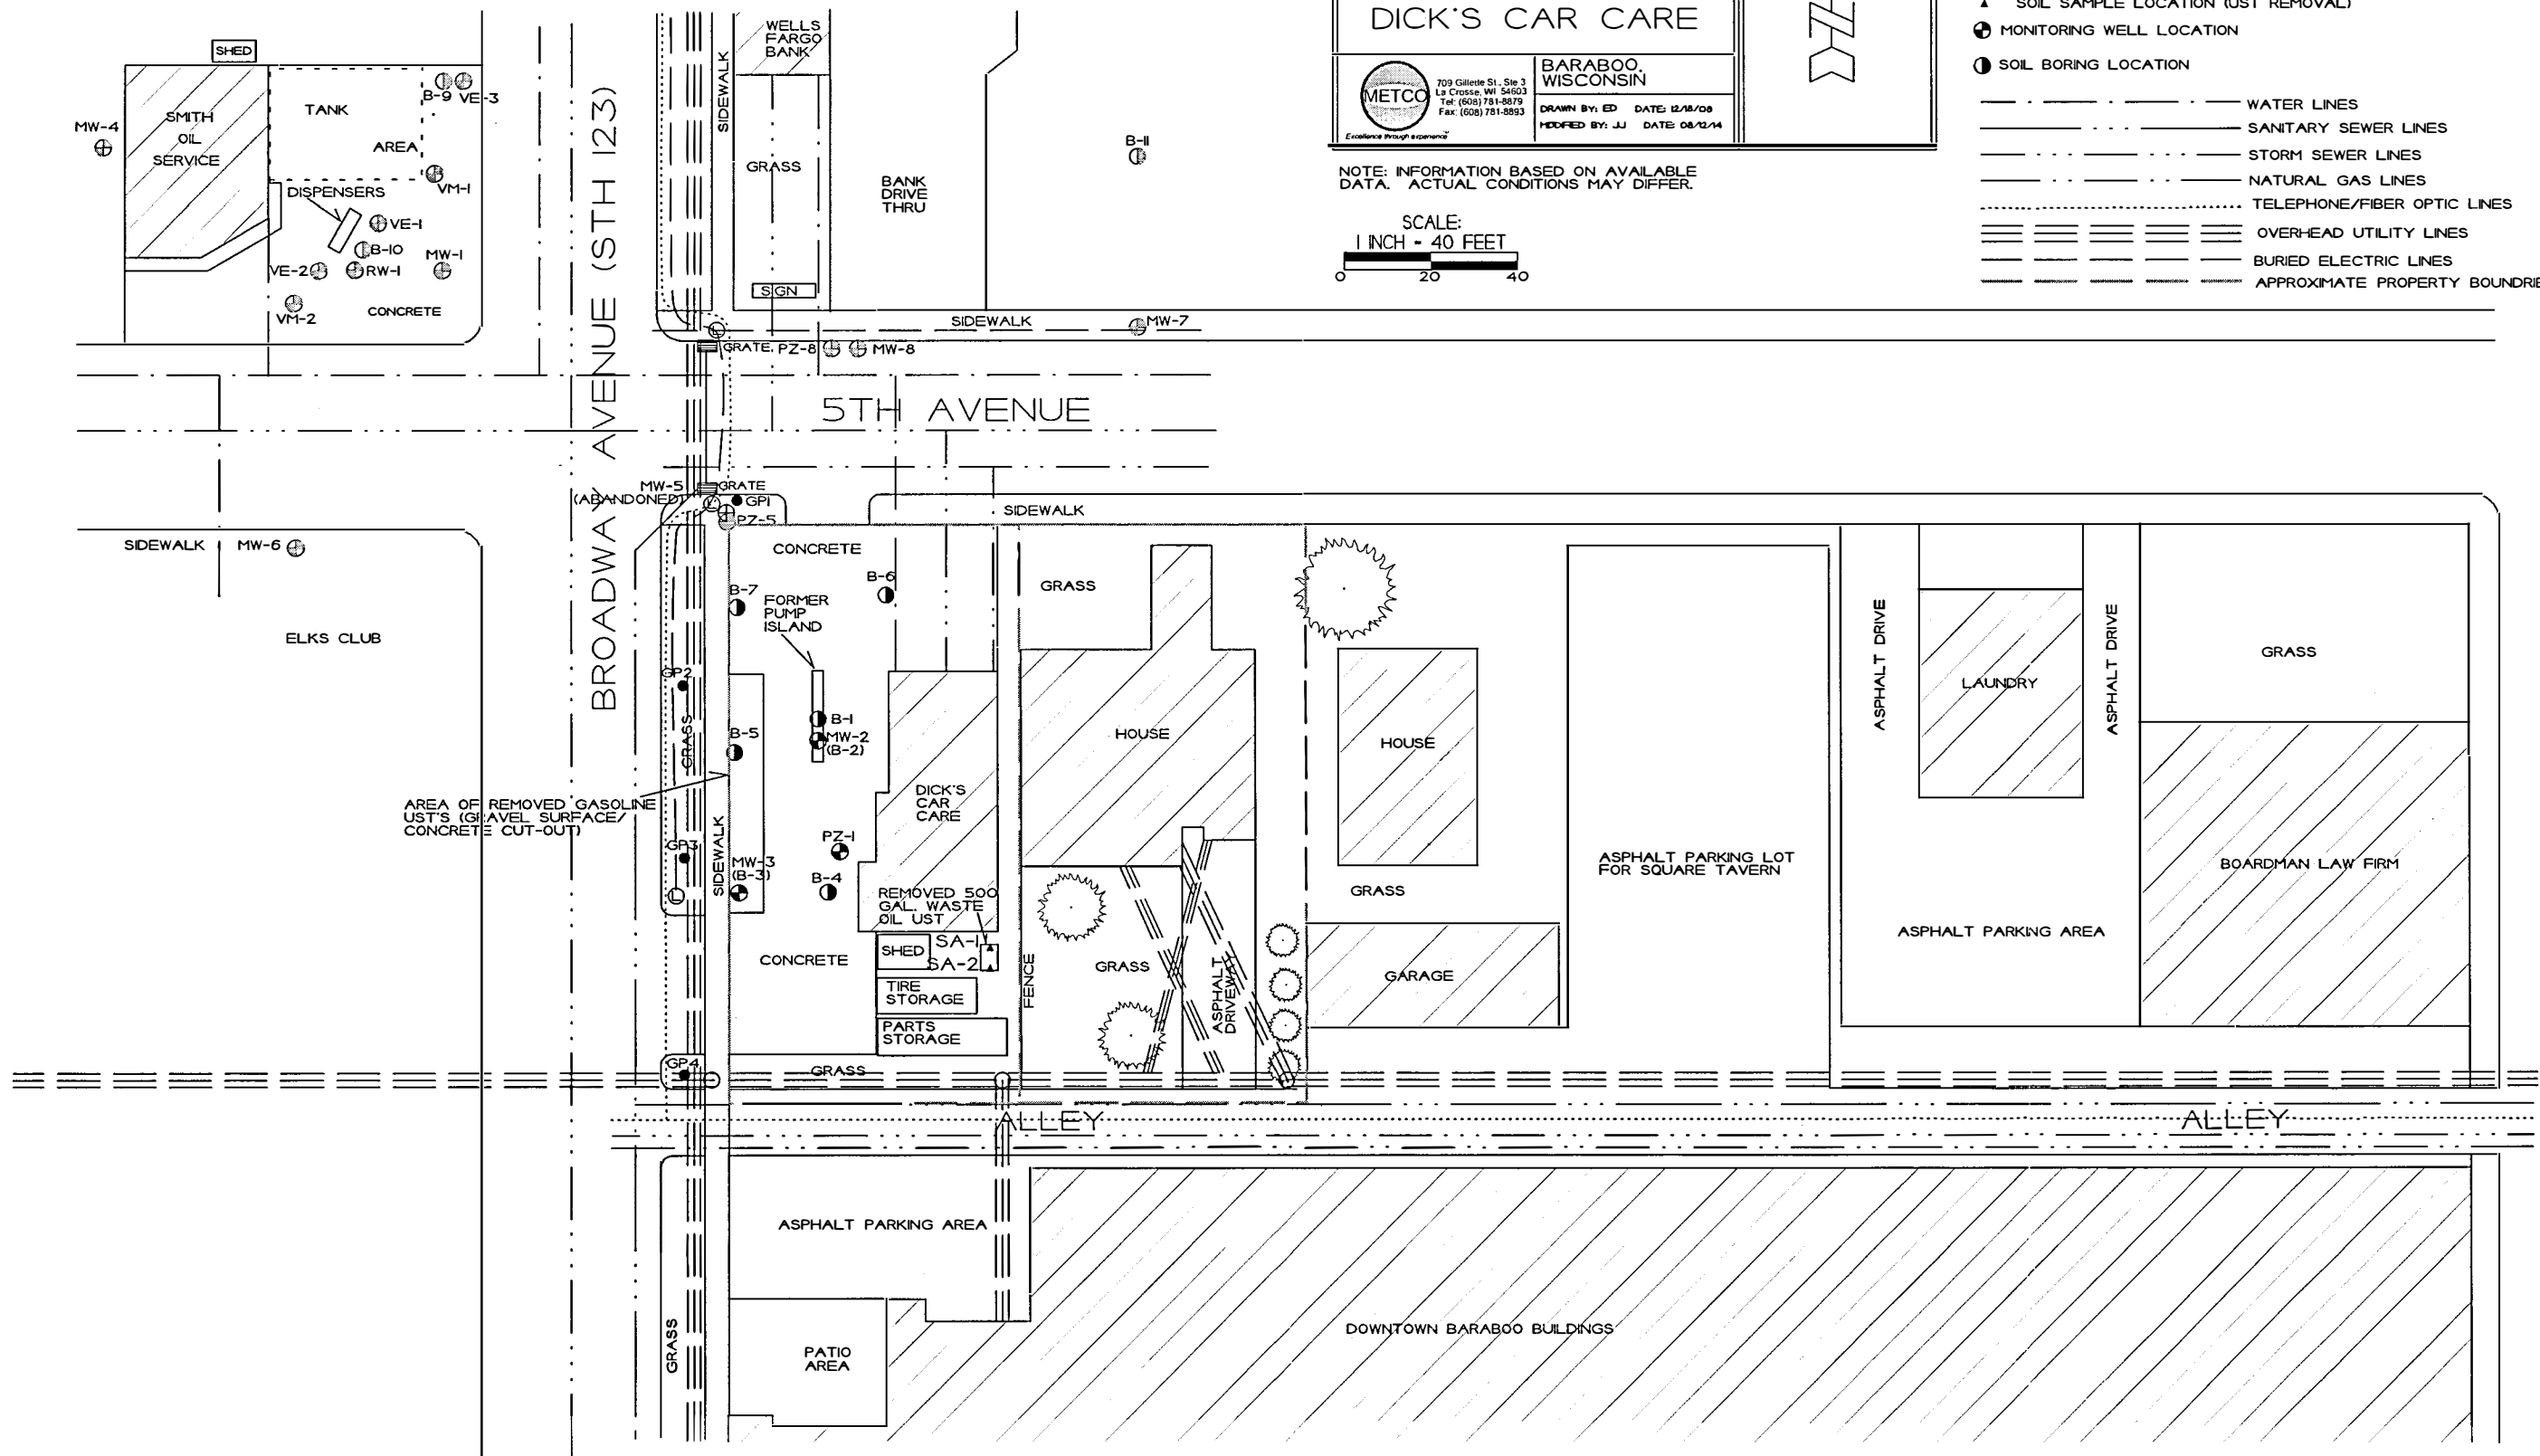 DICK'S CAR CARE
METCO
Excellence through experience
709 Gillette St., Ste 3
La Crosse, WI 54603
Tel: (608) 781-8879
Fax: (608) 781-8893
BARABOO,
WISCONSIN
DRAWN BY: ED DATE: 12/18/08
MODIFIED BY: JJ DATE: 08/12/14
NOTE: INFORMATION BASED ON AVAILABLE
DATA. ACTUAL CONDITIONS MAY DIFFER.
SCALE:
1 INCH = 40 FEET
0 20 40
SOIL SAMPLE LOCATION (UST REMOVAL)
MONITORING WELL LOCATION
SOIL BORING LOCATION
WATER LINES
SANITARY SEWER LINES
STORM SEWER LINES
NATURAL GAS LINES
TELEPHONE/FIBER OPTIC LINES
OVERHEAD UTILITY LINES
BURIED ELECTRIC LINES
APPROXIMATE PROPERTY BOUNDRIE
SHED
SMITH
OIL
SERVICE
TANK
AREA
B-9 VE-3
MW-4
VM-1
DISPENSERS
VE-1
B-10
MW-1
VE-2
RW-1
VM-2
CONCRETE
WELLS
FARGO
BANK
SIDEWALK
GRASS
BANK
DRIVE
THRU
B-11
SIGN
SIDEWALK
MW-7
GRATE
PZ-8
MW-8
BROADWAY AVENUE (STH 123)
5TH AVENUE
MW-5
(ABANDONED)
GRATE
GP1
PZ-5
SIDEWALK
SIDEWALK
MW-6
ELKS CLUB
CONCRETE
B-7
B-6
FORMER
PUMP
ISLAND
GP2
GRASS
B-5
B-1
MW-2
(B-2)
AREA OF REMOVED GASOLINE
UST'S (GRAVEL SURFACE/
CONCRETE CUT-OUT)
DICK'S
CAR
CARE
GP3
SIDEWALK
MW-3
(B-3)
PZ-1
B-4
L
REMOVED 500
GAL. WASTE
OIL UST
SHED
SA-1
SA-2
CONCRETE
TIRE
STORAGE
PARTS
STORAGE
FENCE
GP4
GRASS
GRASS
HOUSE
GRASS
ASPHALT
DRIVEWAY
HOUSE
GRASS
GARAGE
ASPHALT PARKING LOT
FOR SQUARE TAVERN
ASPHALT DRIVE
LAUNDRY
ASPHALT DRIVE
GRASS
BOARDMAN LAW FIRM
ASPHALT PARKING AREA
ALLEY
ALLEY
ASPHALT PARKING AREA
GRASS
PATIO
AREA
DOWNTOWN BARABOO BUILDINGS